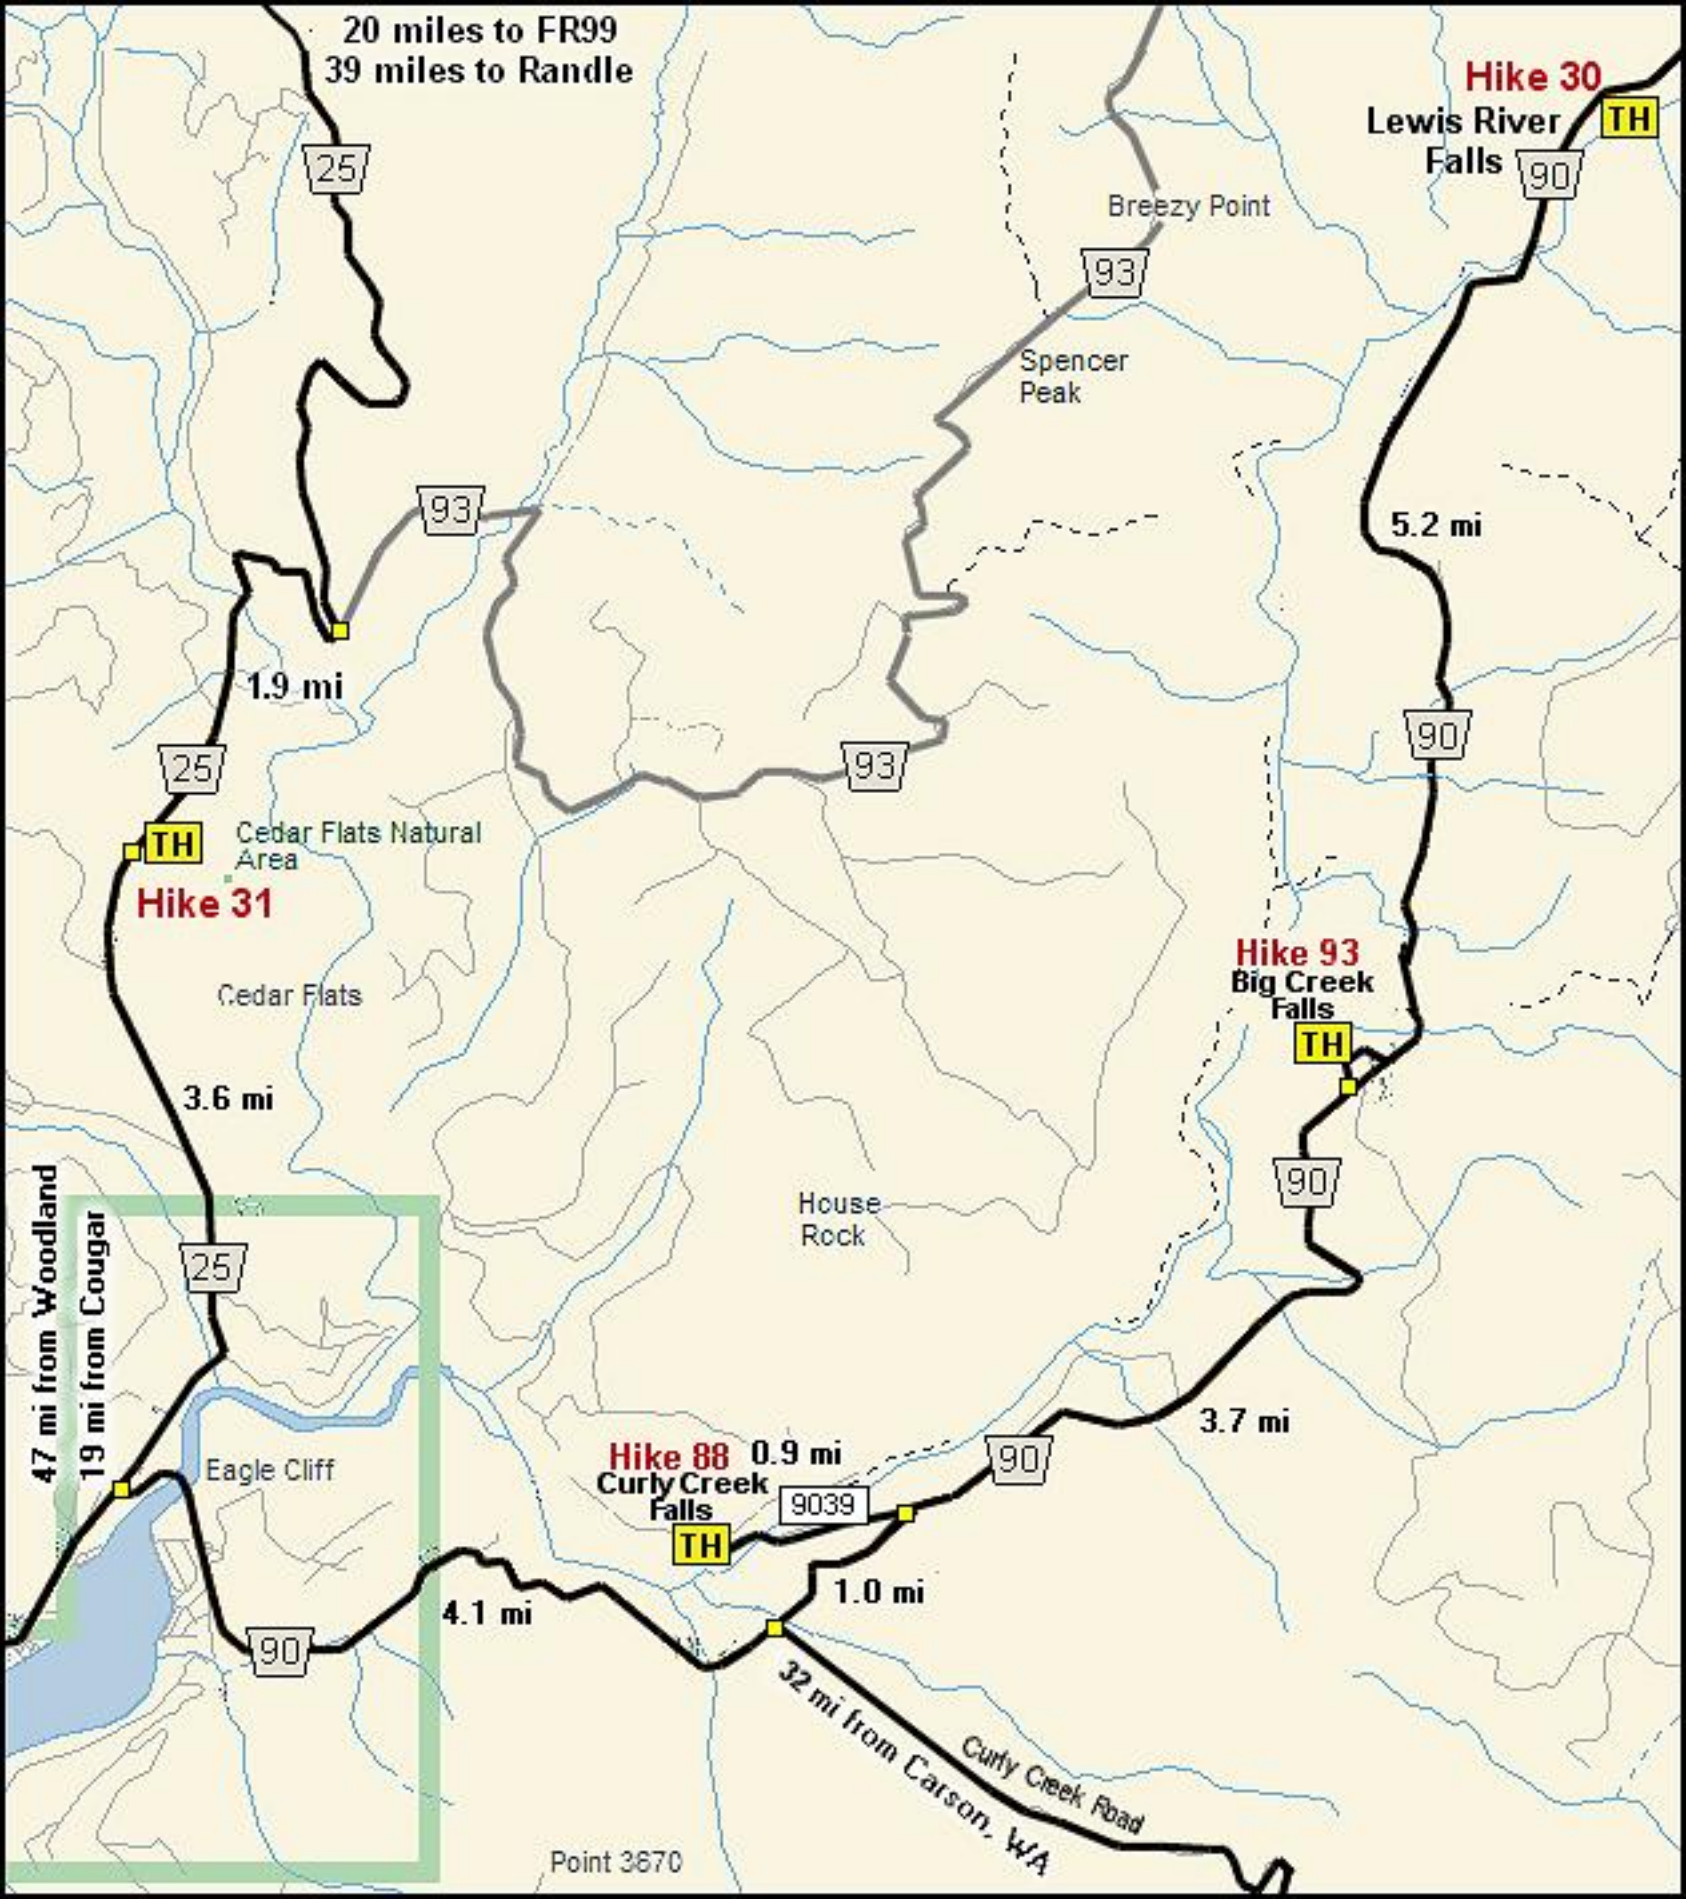 20 miles to FR99
39 miles to Randle
Hike 30
Lewis River
Falls
TH
90
25
Breezy Point
93
Spencer
Peak
93
5.2 mi
1.9 mi
90
25
93
TH
Cedar Flats Natural
Area
Hike 31
Hike 93
Big Creek
Falls
TH
Cedar Flats
3.6 mi
90
House
Rock
47 mi from Woodland
19 mi from Cougar
25
3.7 mi
Hike 88
0.9 mi
Curly Creek
Falls
90
Eagle Cliff
9039
TH
1.0 mi
4.1 mi
90
32 mi from Carson, WA
Curly Creek Road
Point 3670